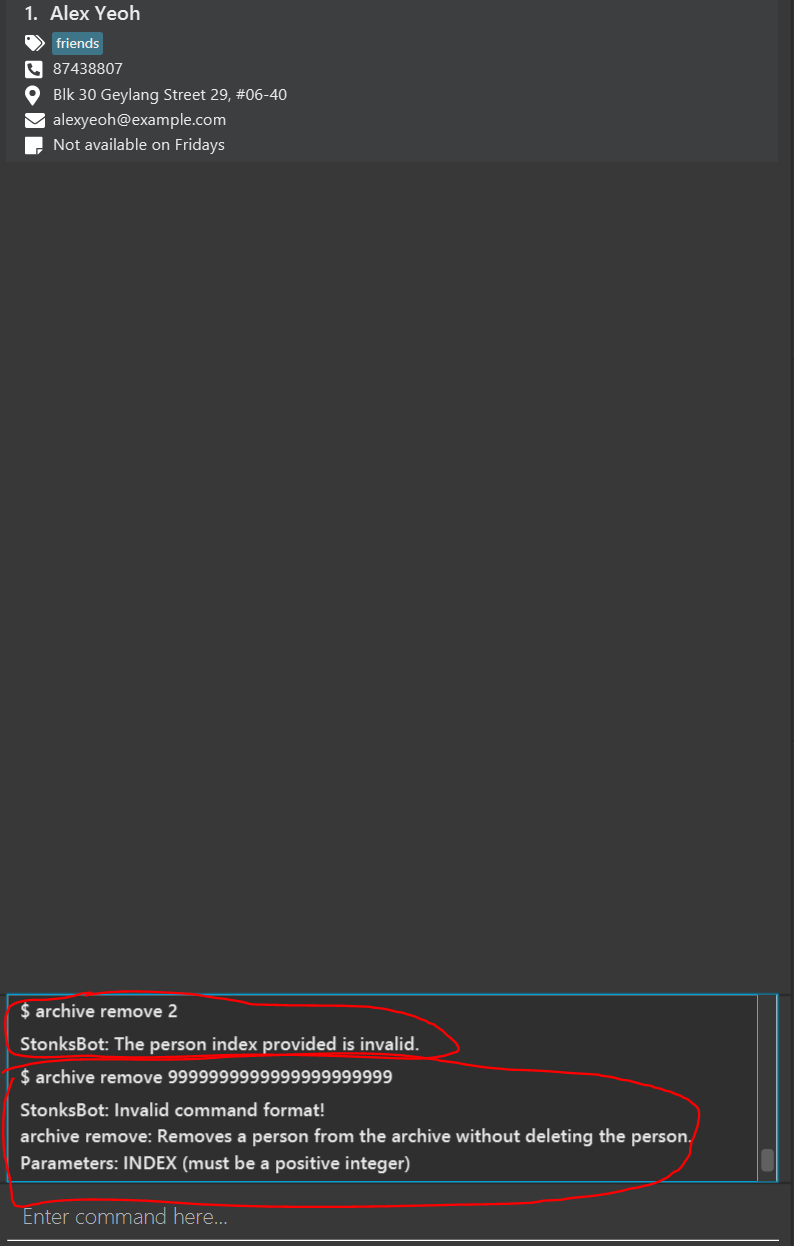 1. Alex Yeoh
friends
87438807
Blk 30 Geylang Street 29, #06-40
alexyeoh@example.com
Not available on Fridays
$ archive remove 2
StonksBot: The person index provided is invalid.
$ archive remove 9999999999999999999999
StonksBot: Invalid command format!
archive remove: Removes a person from the archive without deleting the person.
Parameters: INDEX (must be a positive integer)
Enter command here...